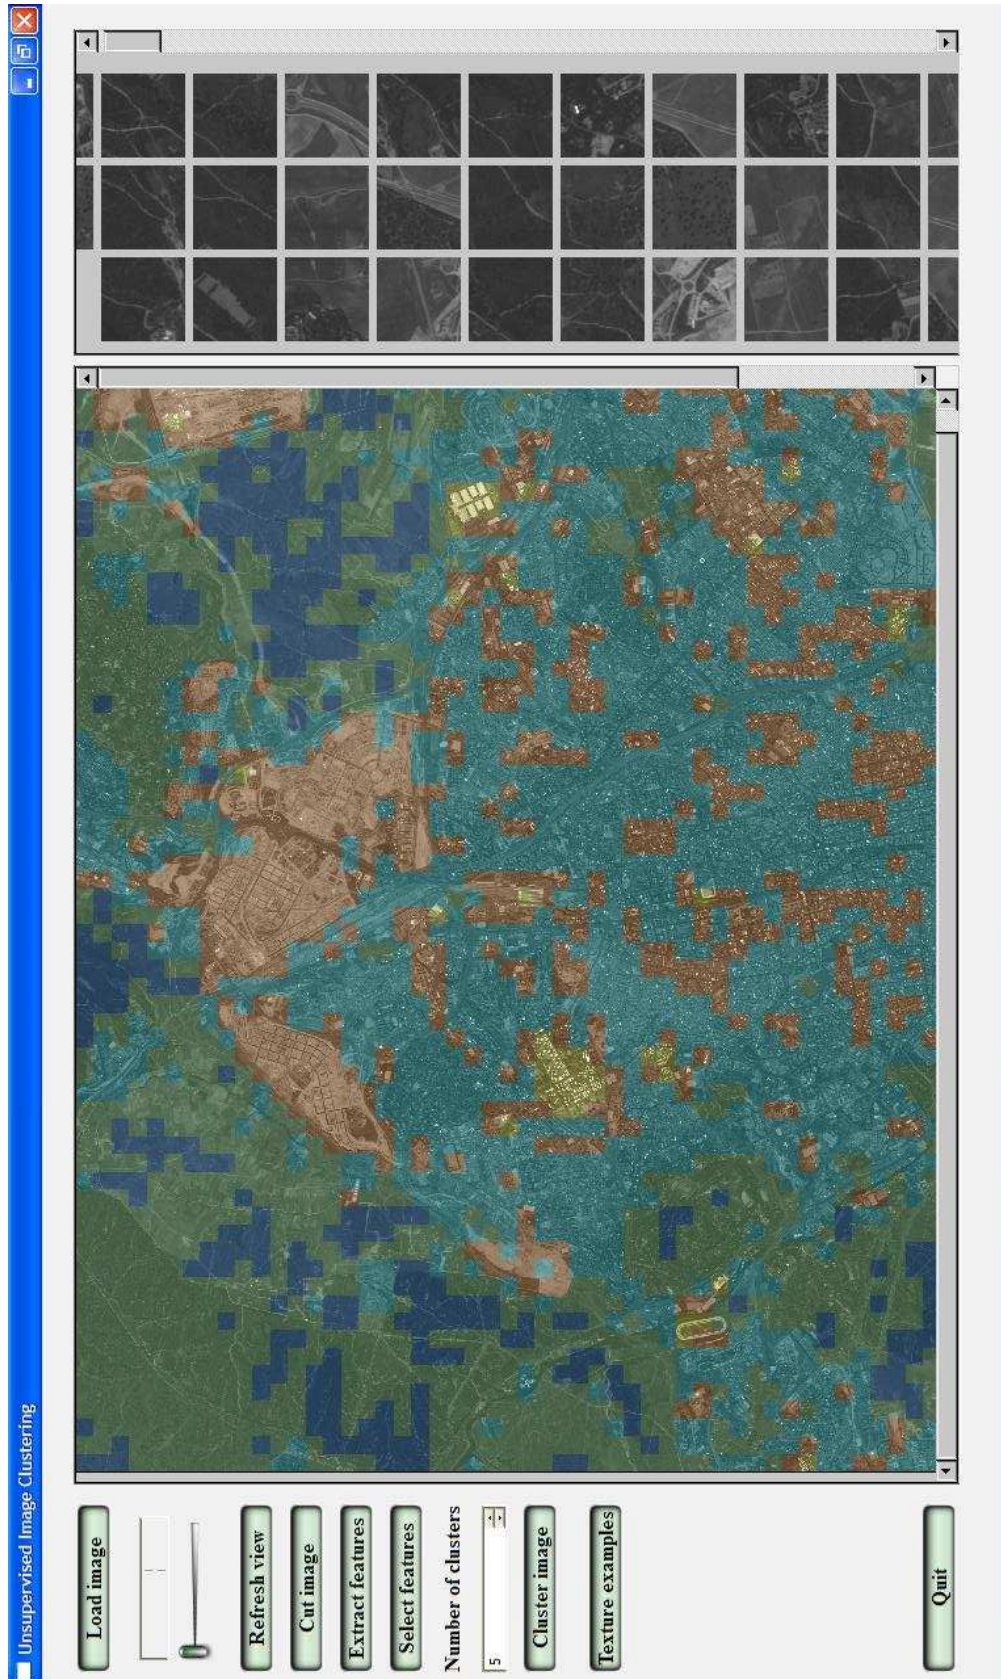 Unsupervised Image Clustering
Load image
Refresh view
Cut image
Extract features
Select features
Number of clusters
5
Cluster image
Texture examples
Quit